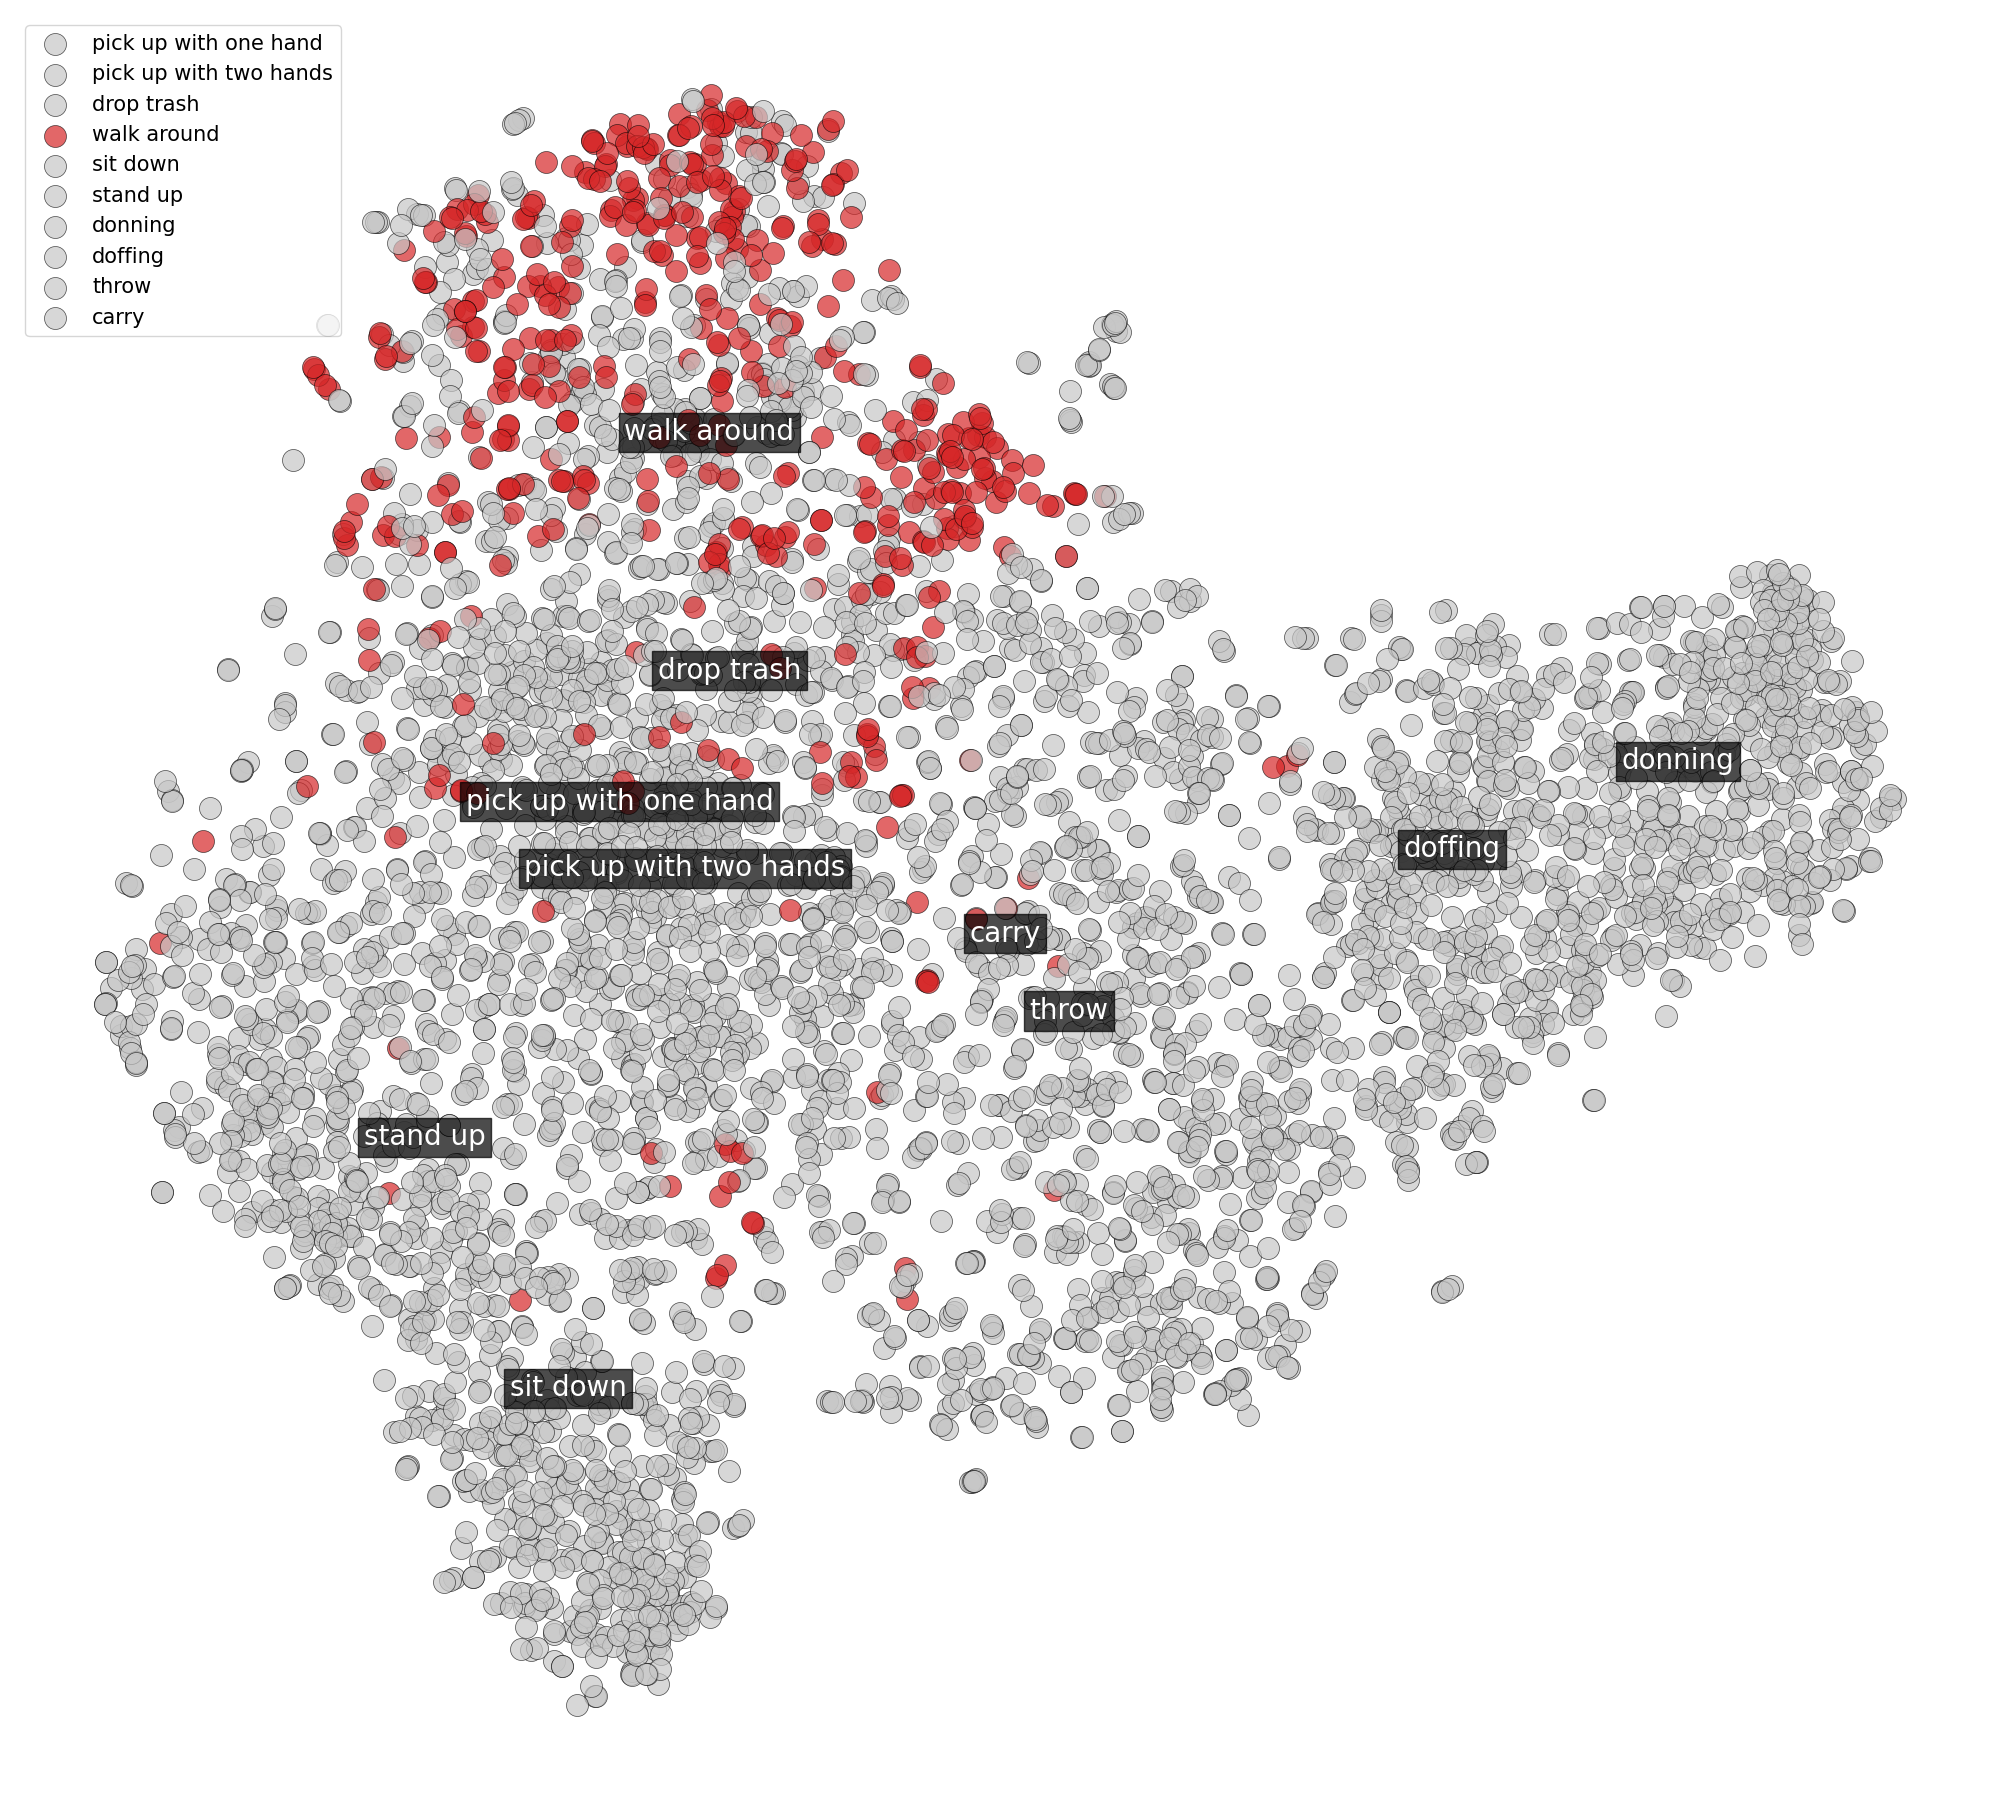 pick up with one hand
pick up with two hands
drop trash
walk around
sit down
stand up
donning
doffing
throw
carry
walk around
drop trash
donning
pick up with one hand
doffing
pick up with two hands
carry
throw
stand up
sit down